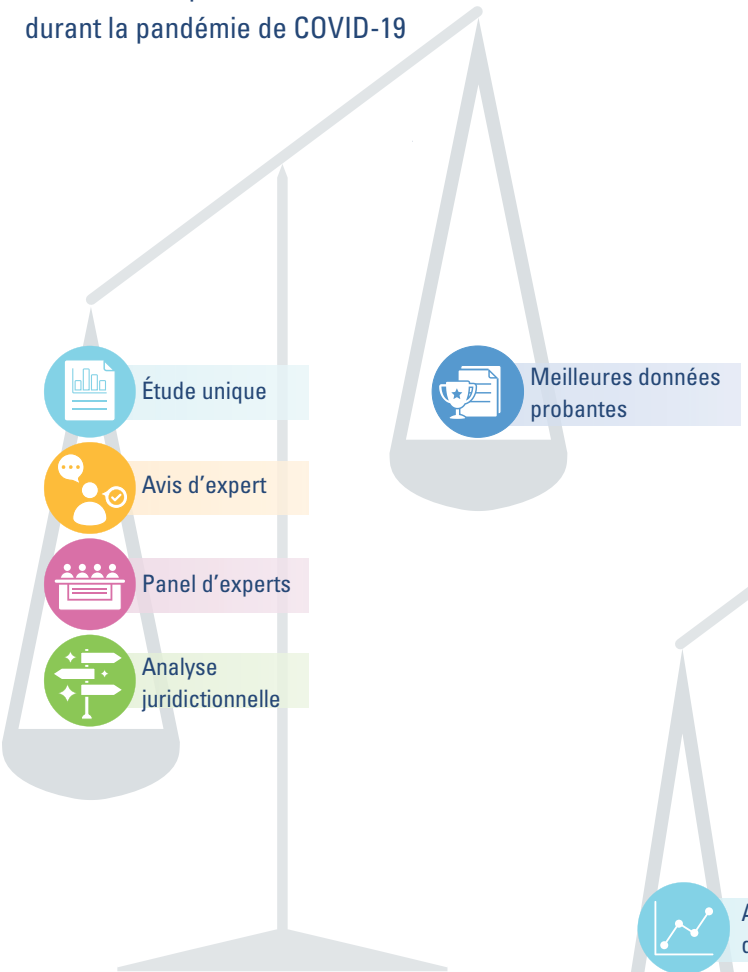 durant la pandémie de COVID-19
Étude unique
Meilleures données
probantes
Avis d’expert
Panel d’experts
Analyse
juridictionnelle